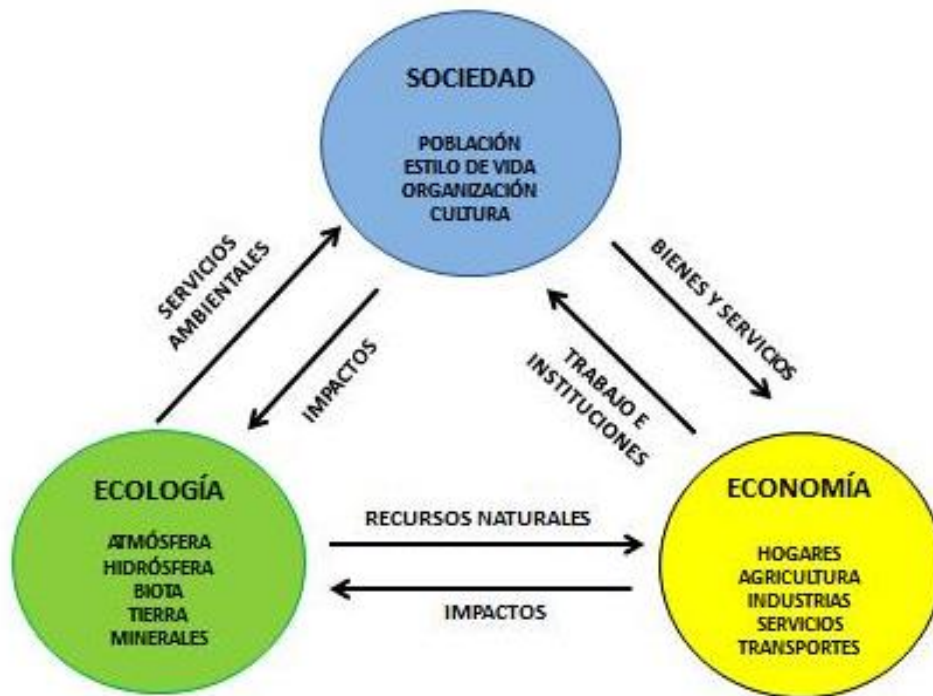 SOCIEDAD
POBLACIÓN
ESTILO DE VIDA
ORGANIZACIÓN
CULTURA
SERVICIOS
AMBIENTALES
IMPACTOS
BIENES Y SERVICIOS
TRABAJO E
INSTITUCIONES
ECOLOGÍA
ATMÓSFERA
HIDRÓSFERA
BIOTA
TIERRA
MINERALES
RECURSOS NATURALES
IMPACTOS
ECONOMÍA
HOGARES
AGRICULTURA
INDUSTRIAS
SERVICIOS
TRANSPORTES